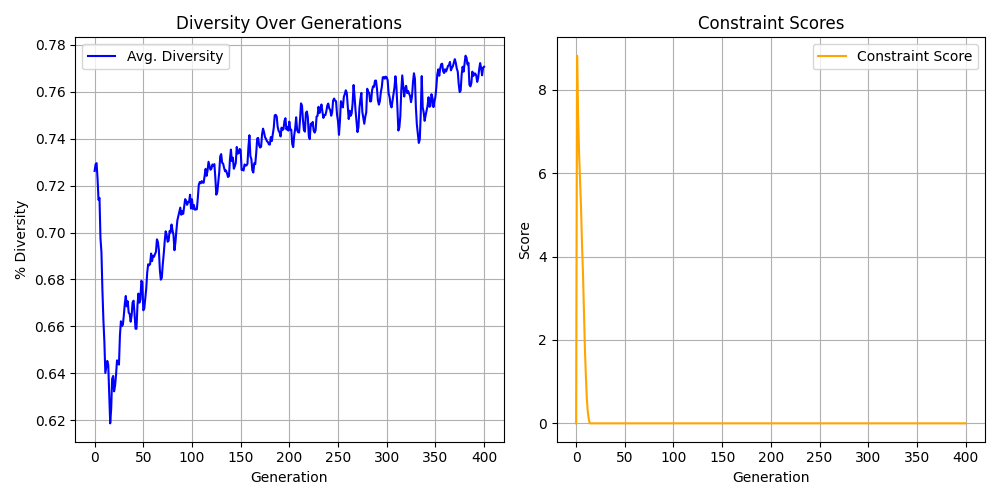 Diversity Over Generations
Avg. Diversity
% Diversity
0.78
0.76
0.74
0.72
0.70
0.68
0.66
0.64
0.62
0 50 100 150 200 250 300 350 400
Generation
Constraint Scores
Constraint Score
Score
8
6
4
2
0
0 50 100 150 200 250 300 350 400
Generation